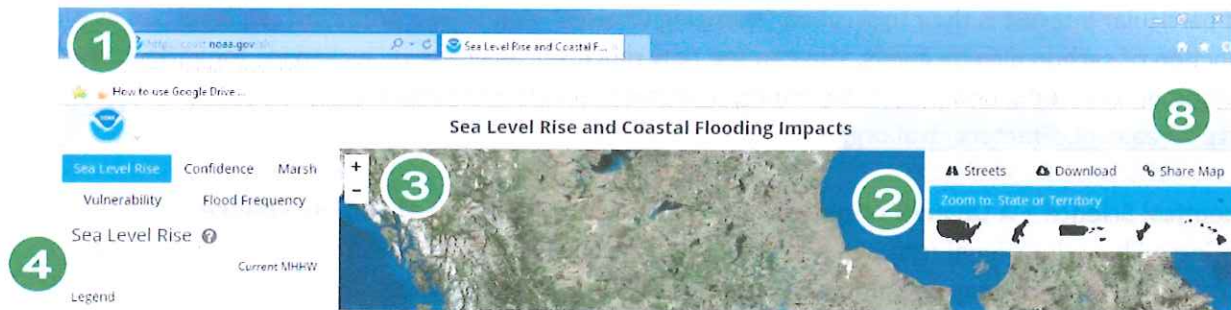 1
noaa.gov
Sea Level Rise and Coastal F...
How to use Google Drive ...
8
Sea Level Rise and Coastal Flooding Impacts
Sea Level Rise Confidence Marsh
+
-
3
Streets Download Share Map
Vulnerability Flood Frequency
2
Zoom to: State or Territory
Sea Level Rise ?
4
Current MHHW
Legend